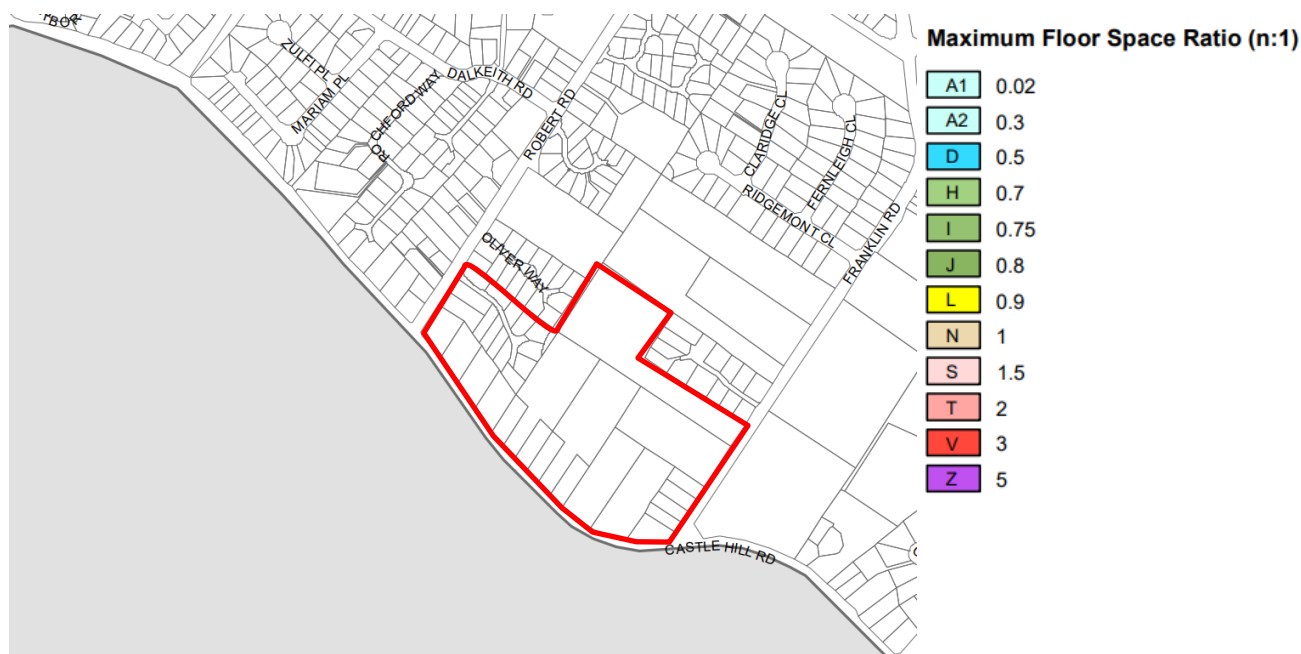 ZULFI PL
MARIAM PL
ROCHFORD WAY
DALKEITH RD
ROBERT RD
CLARIDGE CL
FERNLEIGH CL
RIDGEMONT CL
FRANKLIN RD
OLIVER WAY
CASTLE HILL RD
Maximum Floor Space Ratio (n:1)
A1 0.02
A2 0.3
D 0.5
H 0.7
I 0.75
J 0.8
L 0.9
N 1
S 1.5
T 2
V 3
Z 5